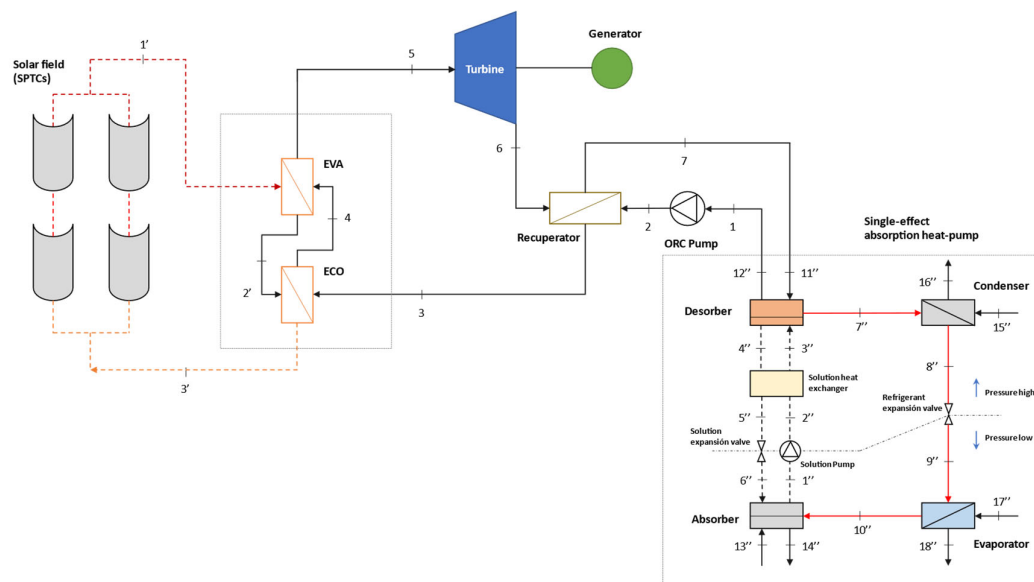 1’
5
Generator
Solar field
(SPTCs)
Turbine
6
7
EVA
4
2
1
Recuperator
ORC Pump
Single-effect
absorption heat-pump
ECO
2’
3
12’’
11’’
16’’
Condenser
Desorber
7’’
15’’
4’’
3’’
3’
8’’
Solution heat
exchanger
Pressure high
Refrigerant
expansión valve
5’’
2’’
Solution
expansión valve
Pressure low
Solution Pump
9’’
6’’
1’’
17’’
Absorber
10’’
13’’
14’’
18’’
Evaporator